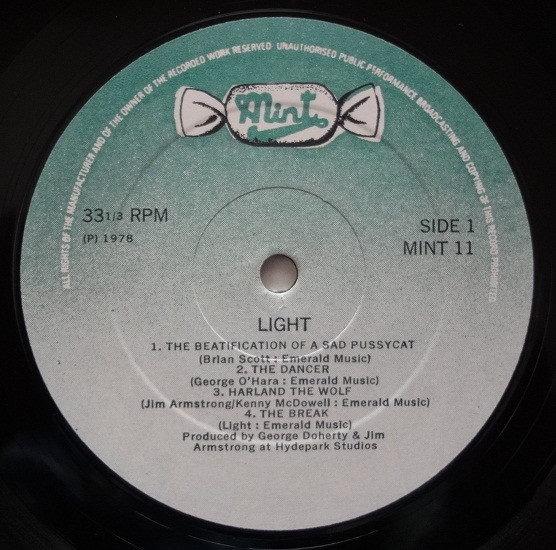 ALL RIGHTS OF THE MANUFACTURER AND OF THE OWNER OF THE RECORDED WORK RESERVED UNAUTHORISED PUBLIC PERFORMANCE BROADCASTING AND COPYING OF THIS RECORD PROHIBITED
Mint
33 1/3 RPM
(P) 1978
SIDE 1
MINT 11
LIGHT
1. THE BEATIFICATION OF A SAD PUSSYCAT
(Brian Scott : Emerald Music)
2. THE DANCER
(George O'Hara : Emerald Music)
3. HARLAND THE WOLF
(Jim Armstrong/Kenny McDowell : Emerald Music)
4. THE BREAK
(Light : Emerald Music)
Produced by George Doherty & Jim
Armstrong at Hydepark Studios